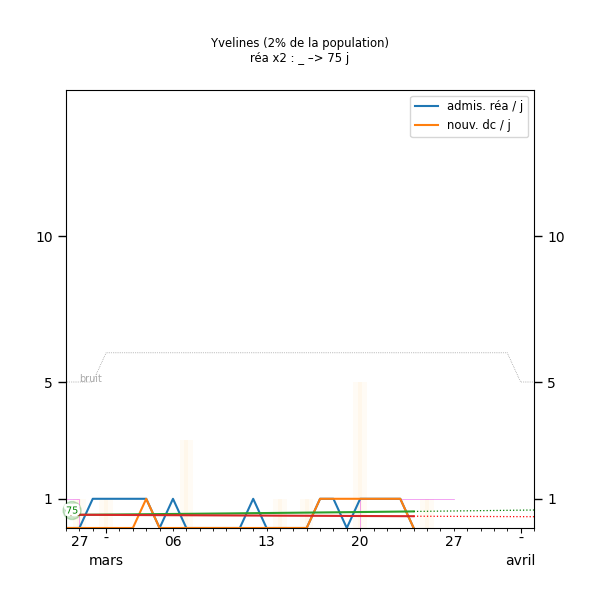 Yvelines (2% de la population)
réa x2 : _ –> 75 j
admis. réa / j
nouv. dc / j
10 10
bruit
5 5
1 1
75
27 - 06 13 20 27 -
mars avril